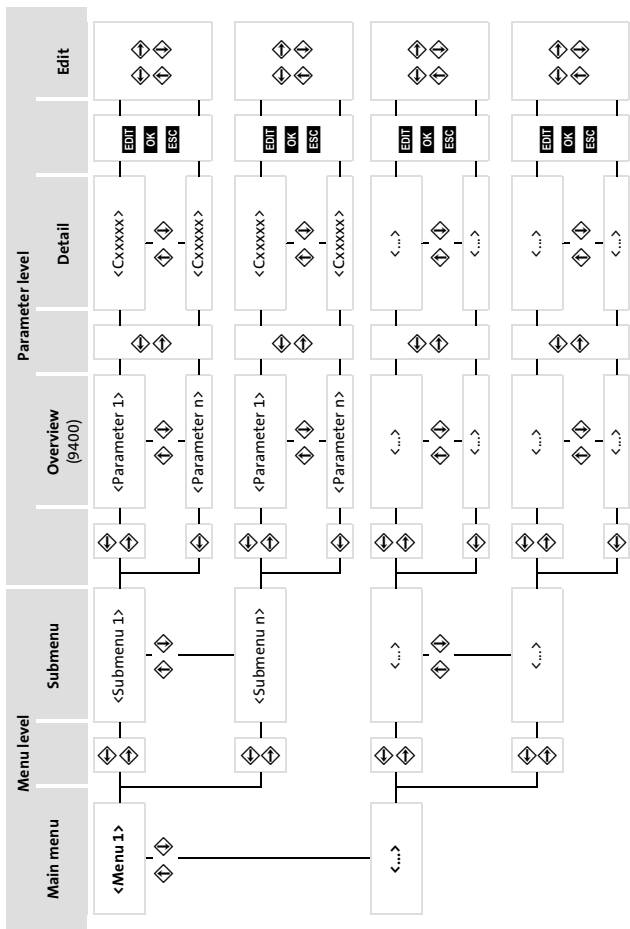 Menu level
Parameter level
Main menu
Submenu
Overview
(9400)
Detail
Edit
<Menu 1>
<Submenu 1>
<Parameter 1>
<Cxxxxx>
EDIT
OK
ESC
<Parameter n>
<Cxxxxx>
<Submenu n>
<Parameter 1>
<Cxxxxx>
EDIT
OK
ESC
<Parameter n>
<Cxxxxx>
<...>
<...>
<...>
<...>
EDIT
OK
ESC
<...>
<...>
<...>
<...>
<...>
EDIT
OK
ESC
<...>
<...>